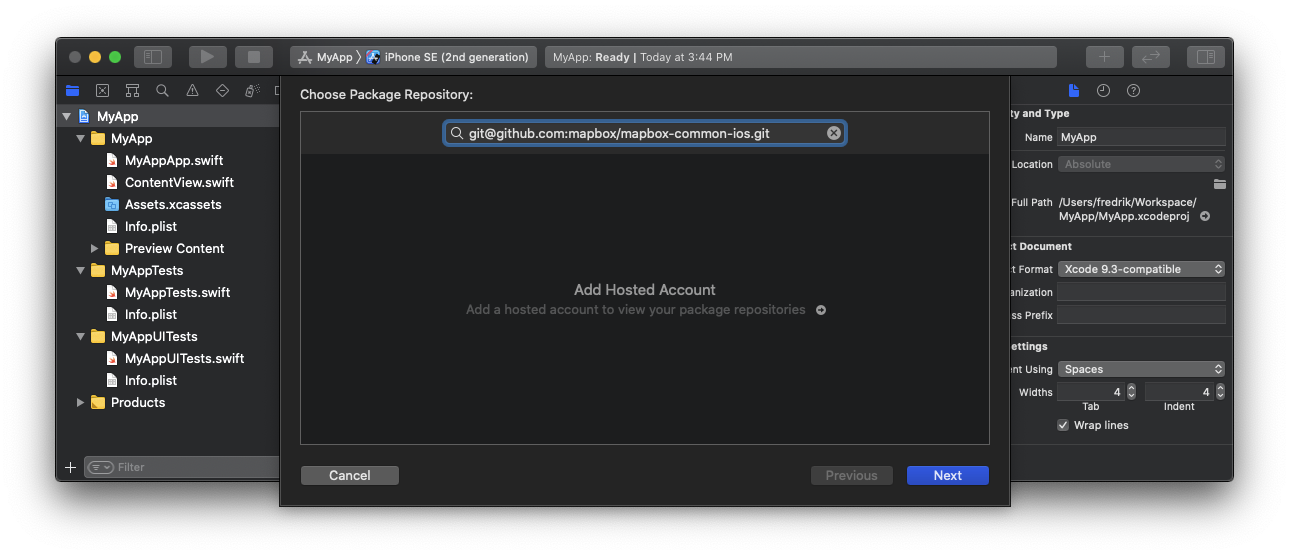 MyApp 〉 iPhone SE (2nd generation)
MyApp: Ready | Today at 3:44 PM
MyApp
MyApp
MyAppApp.swift
ContentView.swift
Assets.xcassets
Info.plist
Preview Content
MyAppTests
MyAppTests.swift
Info.plist
MyAppUITests
MyAppUITests.swift
Info.plist
Products
Filter
Choose Package Repository:
git@github.com:mapbox/mapbox-common-ios.git
Add Hosted Account
Add a hosted account to view your package repositories
Cancel
Previous
Next
ty and Type
Name MyApp
Location Absolute
Full Path /Users/fredrik/Workspace/
MyApp/MyApp.xcodeproj
ct Document
ct Format Xcode 9.3-compatible
anization
ss Prefix
ettings
ent Using Spaces
Widths 4 4
Tab Indent
Wrap lines